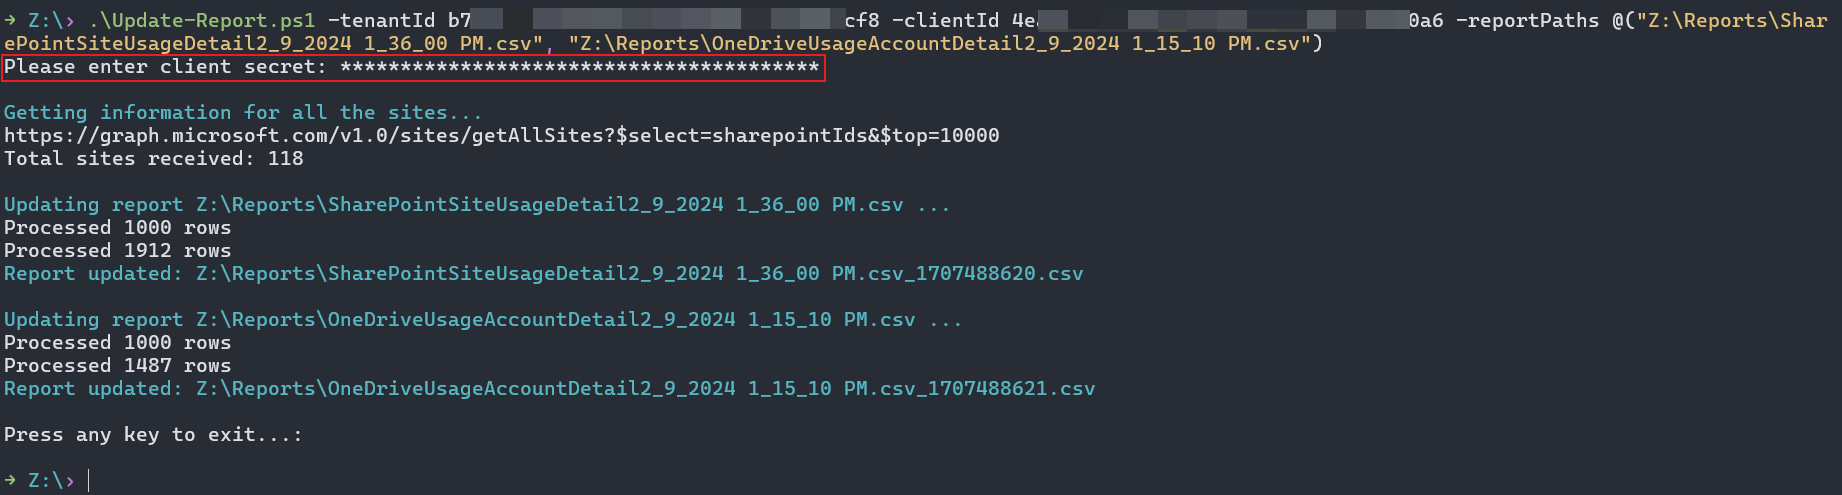 → Z:\› .\Update-Report.ps1 -tenantId b7 cf8 -clientId 4ea 0a6 -reportPaths @("Z:\Reports\Shar
ePointSiteUsageDetail2_9_2024 1_36_00 PM.csv", "Z:\Reports\OneDriveUsageAccountDetail2_9_2024 1_15_10 PM.csv")
Please enter client secret: ****************************************
Getting information for all the sites...
https://graph.microsoft.com/v1.0/sites/getAllSites?$select=sharepointIds&$top=10000
Total sites received: 118
Updating report Z:\Reports\SharePointSiteUsageDetail2_9_2024 1_36_00 PM.csv ...
Processed 1000 rows
Processed 1912 rows
Report updated: Z:\Reports\SharePointSiteUsageDetail2_9_2024 1_36_00 PM.csv_1707488620.csv
Updating report Z:\Reports\OneDriveUsageAccountDetail2_9_2024 1_15_10 PM.csv ...
Processed 1000 rows
Processed 1487 rows
Report updated: Z:\Reports\OneDriveUsageAccountDetail2_9_2024 1_15_10 PM.csv_1707488621.csv
Press any key to exit...:
→ Z:\›